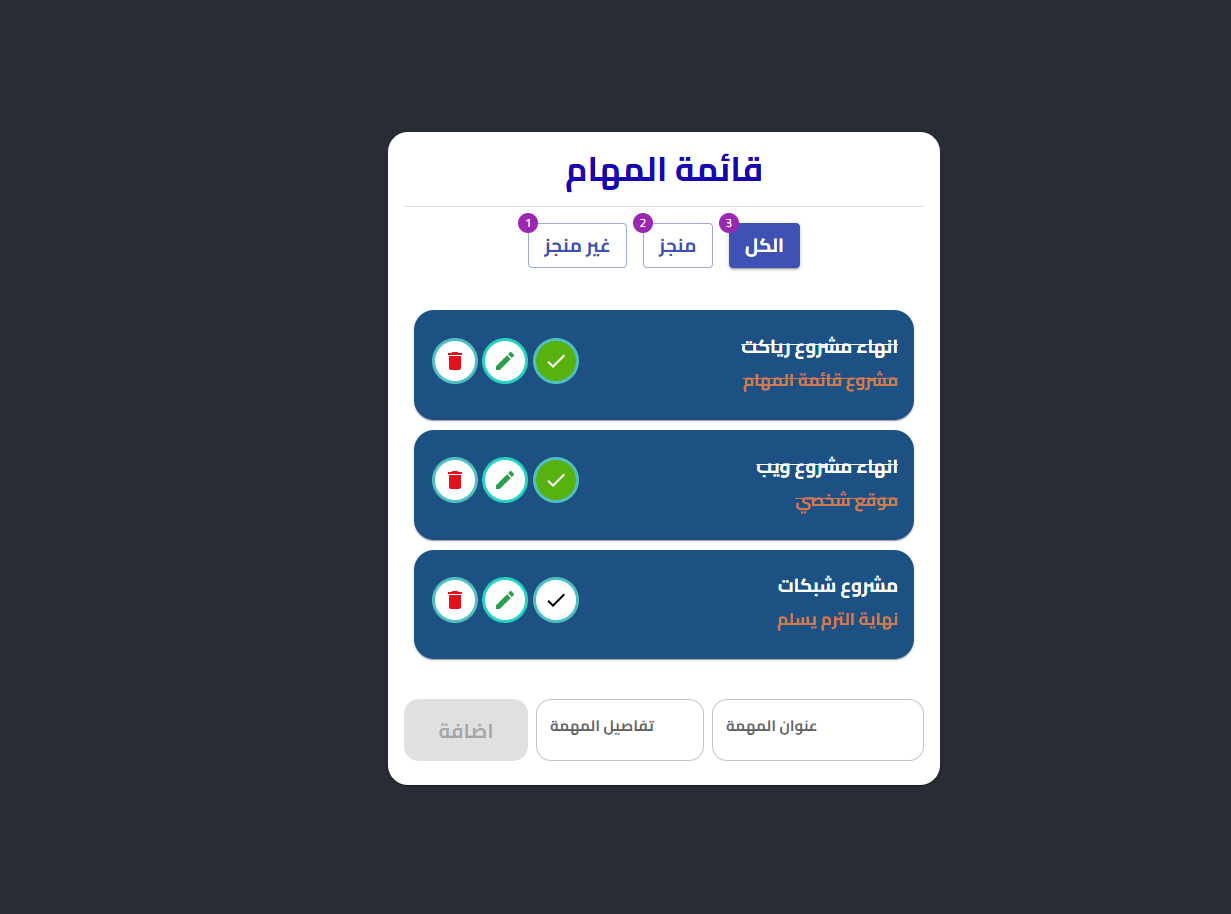 قائمة المهام
3
الكل
2
منجز
1
غير منجز
انهاء مشروع رياكت
مشروع قائمة المهام
انهاء مشروع ويب
موقع شخصي
مشروع شبكات
نهاية الترم يسلم
عنوان المهمة
تفاصيل المهمة
اضافة